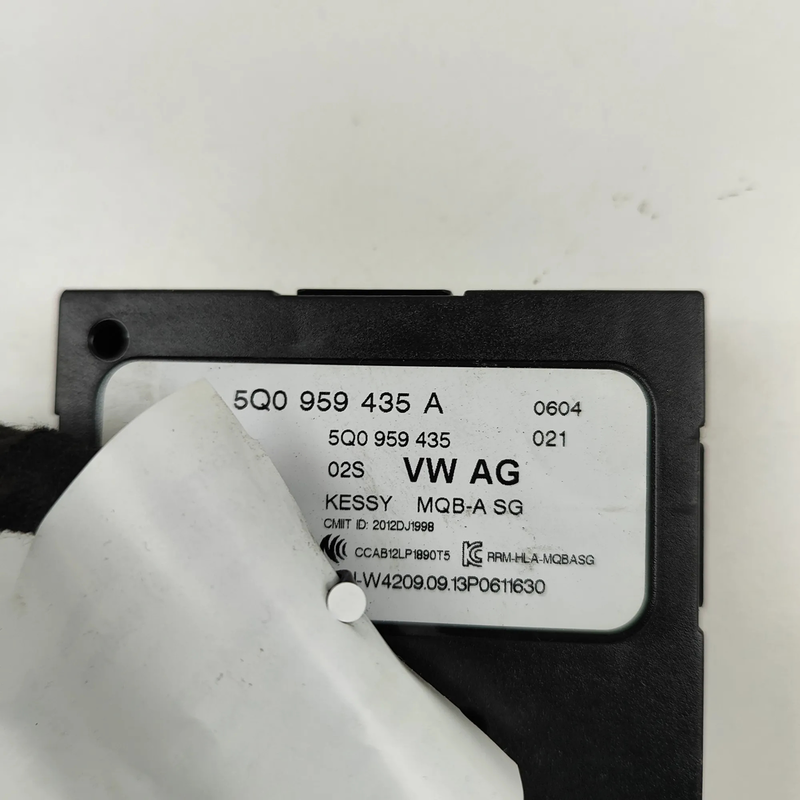 5Q0 959 435 A 0604
5Q0 959 435 021
02S VW AG
KESSY MQB-A SG
CMIIT ID: 2012DJ1998
CCAB12LP1890T5 RRM-HLA-MQBASG
-W4209.09.13P0611630